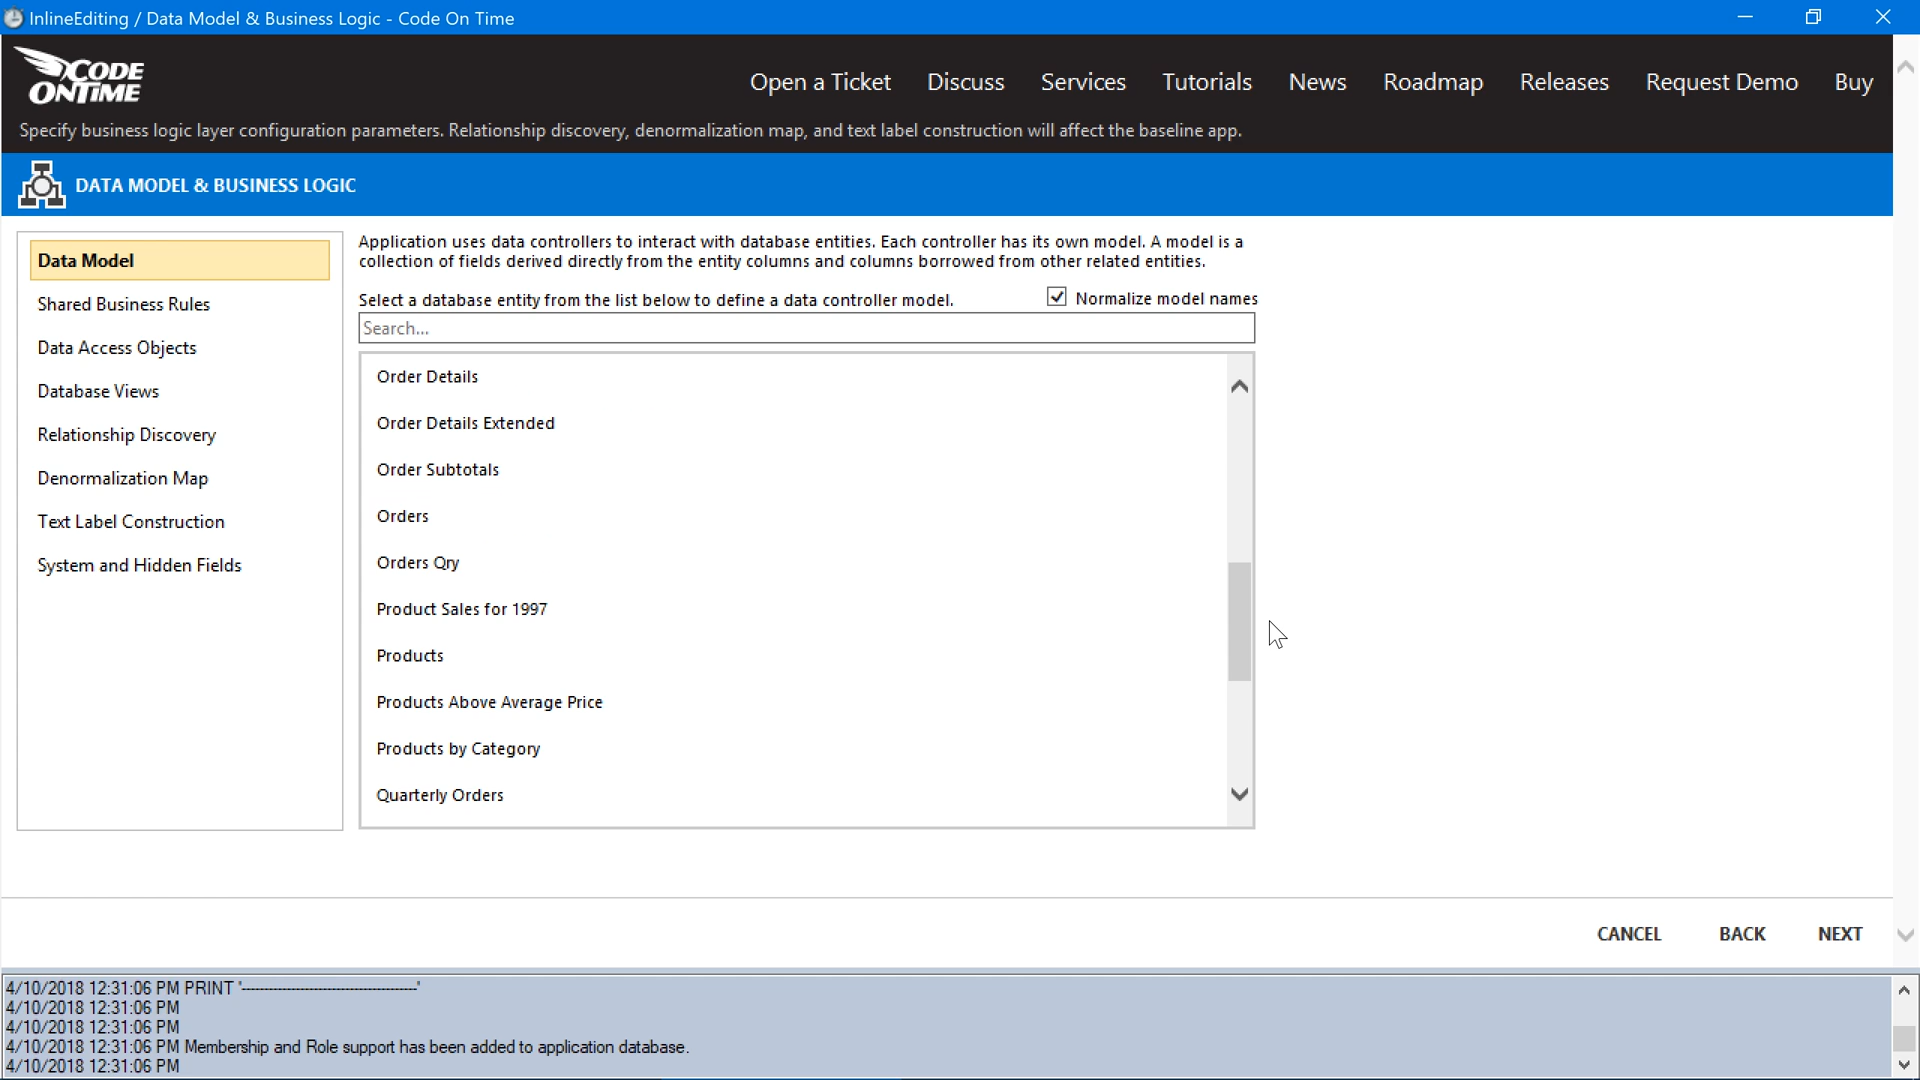 InlineEditing / Data Model & Business Logic - Code On Time
CODE
ONTIME
Open a Ticket Discuss Services Tutorials News Roadmap Releases Request Demo Buy
Specify business logic layer configuration parameters. Relationship discovery, denormalization map, and text label construction will affect the baseline app.
DATA MODEL & BUSINESS LOGIC
Data Model
Shared Business Rules
Data Access Objects
Database Views
Relationship Discovery
Denormalization Map
Text Label Construction
System and Hidden Fields
Application uses data controllers to interact with database entities. Each controller has its own model. A model is a
collection of fields derived directly from the entity columns and columns borrowed from other related entities.
Select a database entity from the list below to define a data controller model.
Normalize model names
Search...
Order Details
Order Details Extended
Order Subtotals
Orders
Orders Qry
Product Sales for 1997
Products
Products Above Average Price
Products by Category
Quarterly Orders
CANCEL BACK NEXT
4/10/2018 12:31:06 PM PRINT '----------------------------------------'
4/10/2018 12:31:06 PM
4/10/2018 12:31:06 PM
4/10/2018 12:31:06 PM Membership and Role support has been added to application database.
4/10/2018 12:31:06 PM